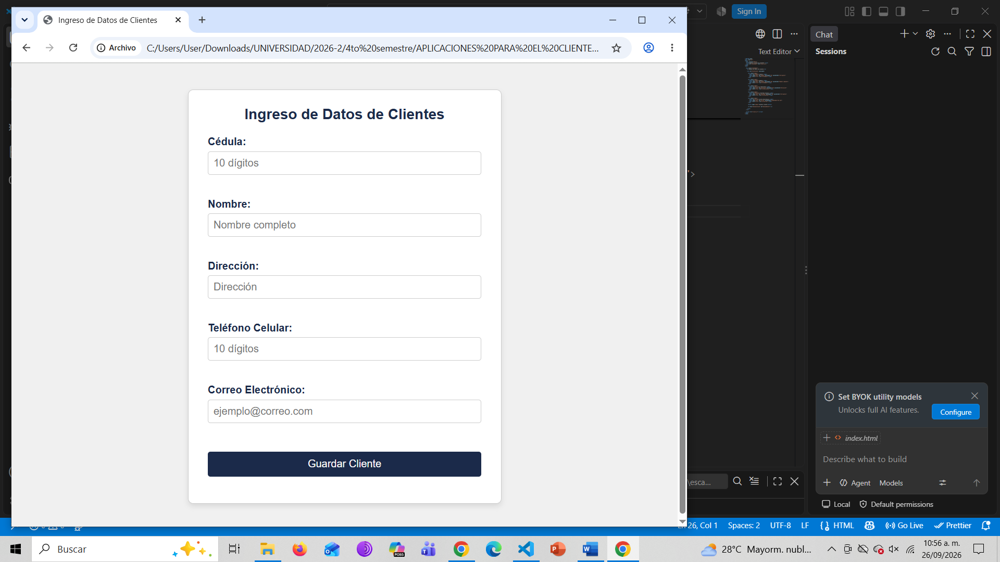 Ingreso de Datos de Clientes
Sign In
Archivo
C:/Users/User/Downloads/UNIVERSIDAD/2026-2/4to%20semestre/APLICACIONES%20PARA%20EL%20CLIENTE...
Chat
Text Editor
Sessions
Ingreso de Datos de Clientes
Cédula:
10 dígitos
">
Nombre:
Nombre completo
Dirección:
Dirección
Teléfono Celular:
10 dígitos
Correo Electrónico:
ejemplo@correo.com
Guardar Cliente
Set BYOK utility models
Unlocks full AI features.
Configure
index.html
Describe what to build
\esca...
Agent
Models
Local
Default permissions
26, Col 1
Spaces: 2
UTF-8
LF
HTML
Go Live
Prettier
Buscar
28°C Mayorm. nubl...
10:56 a. m.
26/09/2026